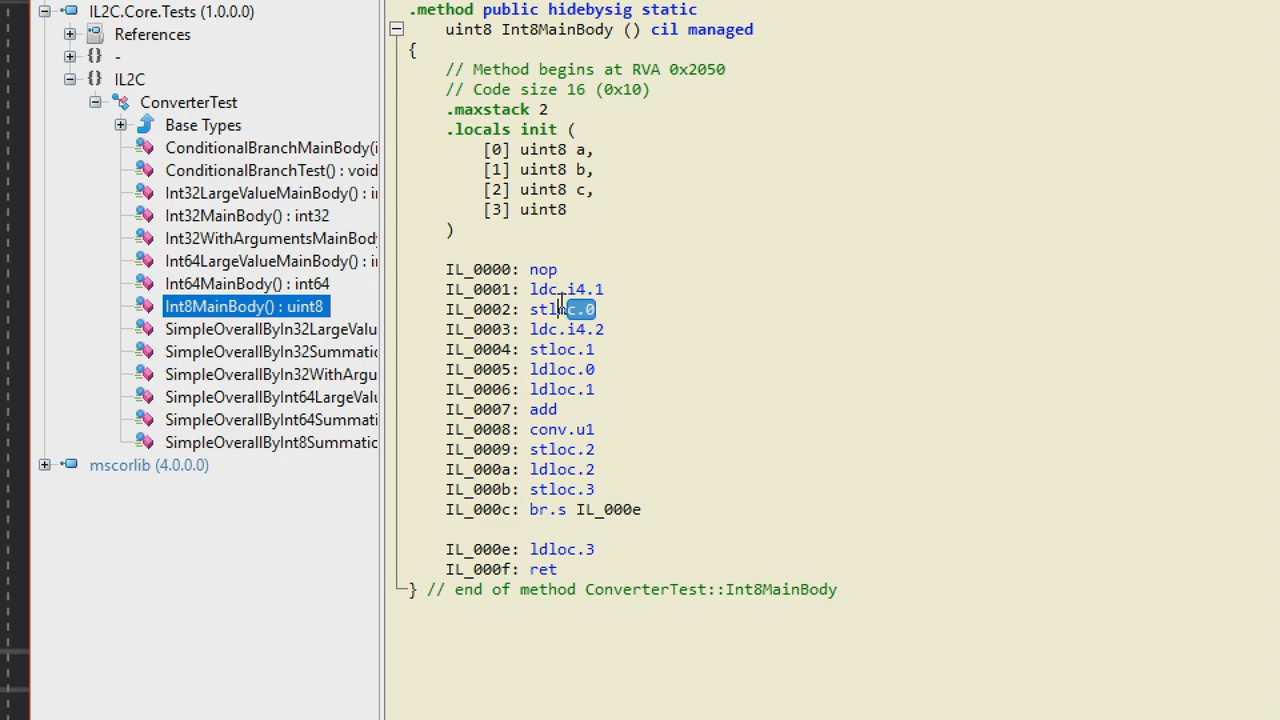 IL2C.Core.Tests (1.0.0.0)
References
-
IL2C
ConverterTest
Base Types
ConditionalBranchMainBody(i
ConditionalBranchTest() : void
Int32LargeValueMainBody() : i
Int32MainBody() : int32
Int32WithArgumentsMainBody
Int64LargeValueMainBody() : i
Int64MainBody() : int64
Int8MainBody() : uint8
SimpleOverallByIn32LargeValu
SimpleOverallByIn32Summatic
SimpleOverallByIn32WithArgu
SimpleOverallByInt64LargeValu
SimpleOverallByInt64Summati
SimpleOverallByInt8Summatic
mscorlib (4.0.0.0)
.method public hidebysig static
uint8 Int8MainBody () cil managed
{
// Method begins at RVA 0x2050
// Code size 16 (0x10)
.maxstack 2
.locals init (
[0] uint8 a,
[1] uint8 b,
[2] uint8 c,
[3] uint8
)
IL_0000: nop
IL_0001: ldc.i4.1
IL_0002: stloc.0
IL_0003: ldc.i4.2
IL_0004: stloc.1
IL_0005: ldloc.0
IL_0006: ldloc.1
IL_0007: add
IL_0008: conv.u1
IL_0009: stloc.2
IL_000a: ldloc.2
IL_000b: stloc.3
IL_000c: br.s IL_000e
IL_000e: ldloc.3
IL_000f: ret
} // end of method ConverterTest::Int8MainBody